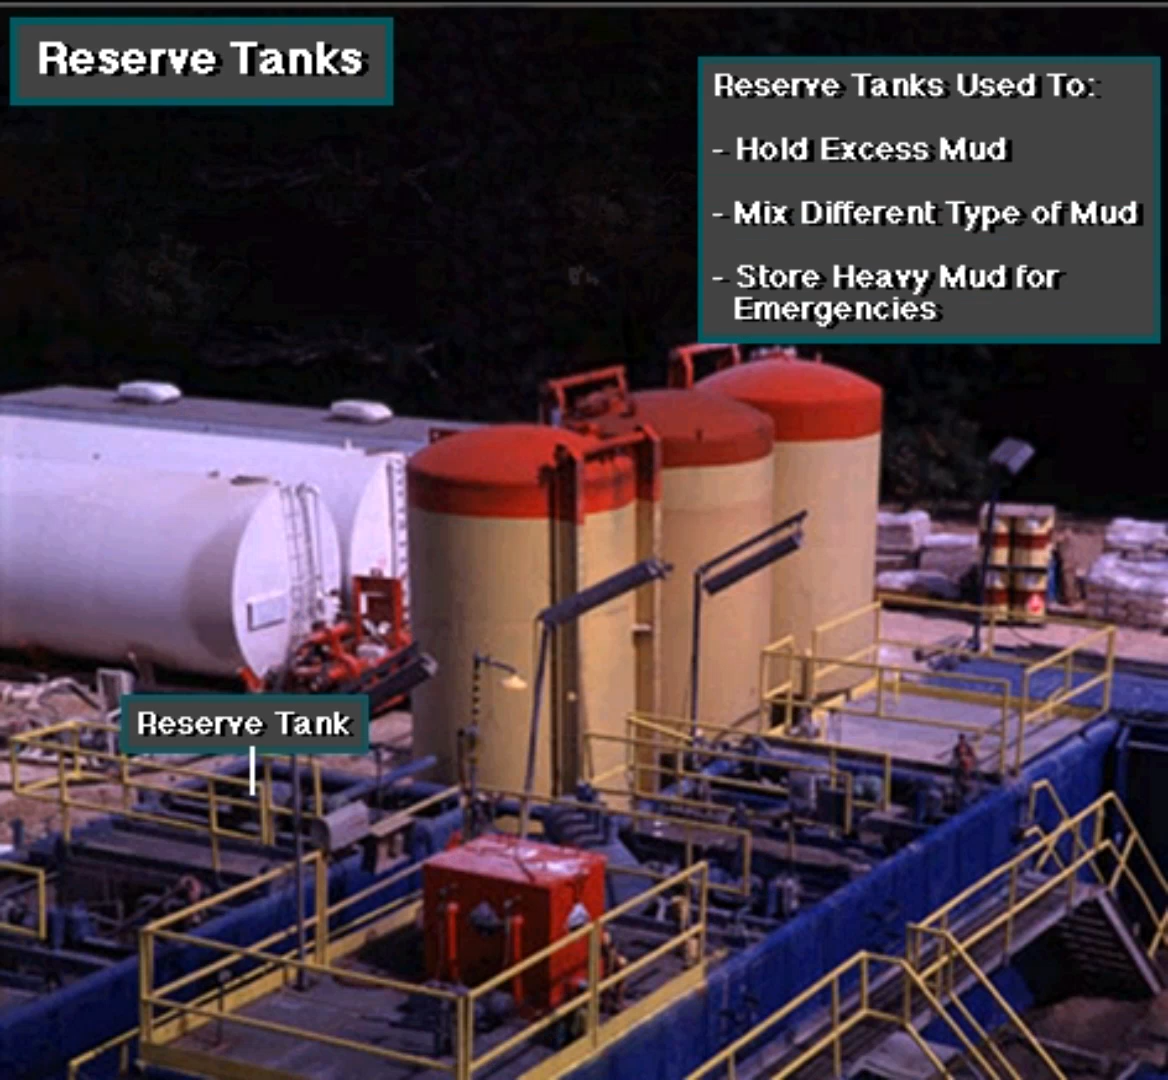 Reserve Tanks
Reserve Tanks Used To:
- Hold Excess Mud
- Mix Different Type of Mud
- Store Heavy Mud for
Emergencies
Reserve Tank